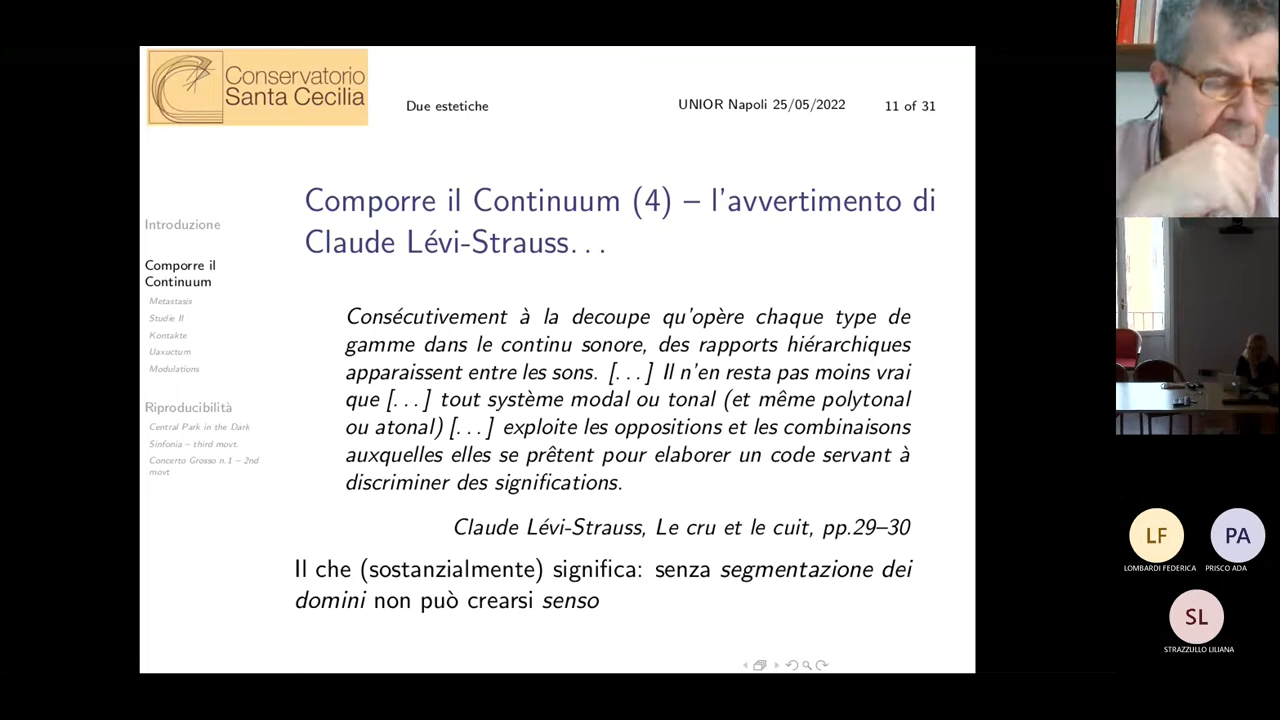 Conservatorio
Santa Cecilia
Due estetiche
UNIOR Napoli 25/05/2022
11 of 31
Introduzione
Comporre il
Continuum
Metastasis
Studie II
Kontakte
Uaxuctum
Modulations
Riproducibilità
Central Park in the Dark
Sinfonia – third movt.
Concerto Grosso n.1 – 2nd
movt
Comporre il Continuum (4) – l'avvertimento di
Claude Lévi-Strauss...
Consécutivement à la decoupe qu'opère chaque type de
gamme dans le continu sonore, des rapports hiérarchiques
apparaissent entre les sons. [...] Il n'en resta pas moins vrai
que [...] tout système modal ou tonal (et même polytonal
ou atonal) [...] exploite les oppositions et les combinaisons
auxquelles elles se prêtent pour elaborer un code servant à
discriminer des significations.
Claude Lévi-Strauss, Le cru et le cuit, pp.29–30
Il che (sostanzialmente) significa: senza segmentazione dei
domini non può crearsi senso
LF
LOMBARDI FEDERICA
PA
PRISCO ADA
SL
STRAZZULLO LILIANA